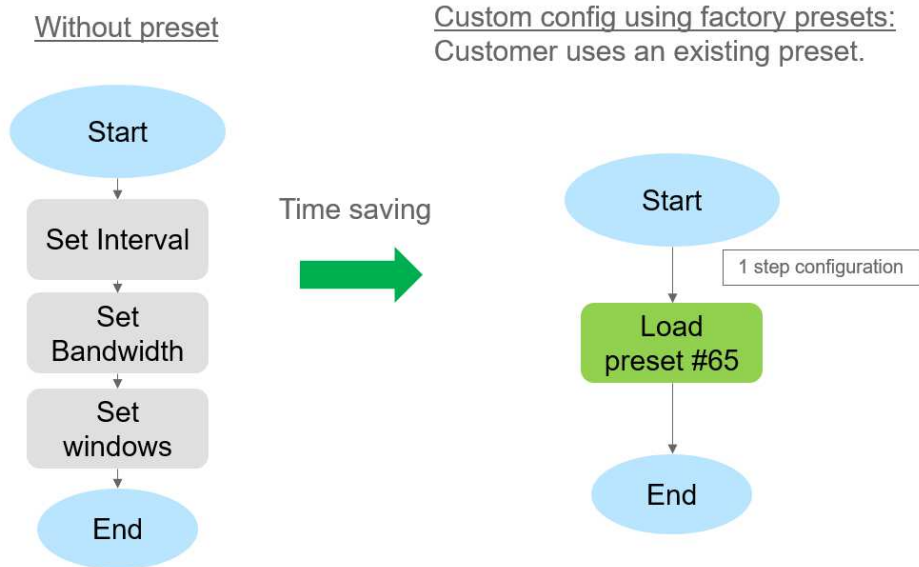 Without preset
Custom config using factory presets:
Customer uses an existing preset.
Start
Set Interval
Set
Bandwidth
Set
windows
End
Time saving
Start
1 step configuration
Load
preset #65
End